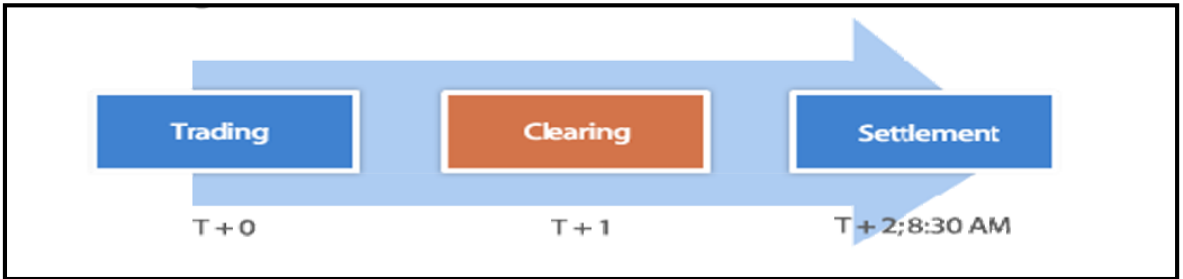 Trading Clearing Settlement
T + 0 T + 1 T + 2; 8:30 AM